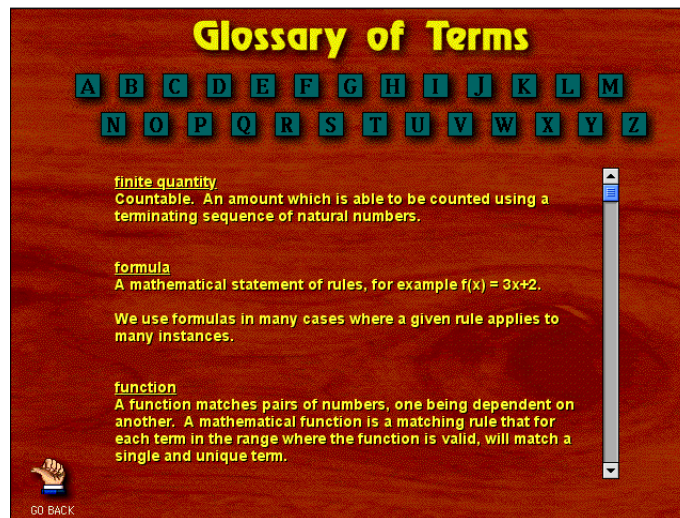 Glossary of Terms
A B C D E F G H I J K L M
N O P Q R S T U V W X Y Z
finite quantity
Countable. An amount which is able to be counted using a
terminating sequence of natural numbers.
formula
A mathematical statement of rules, for example f(x) = 3x+2.
We use formulas in many cases where a given rule applies to
many instances.
function
A function matches pairs of numbers, one being dependent on
another. A mathematical function is a matching rule that for
each term in the range where the function is valid, will match a
single and unique term.
GO BACK